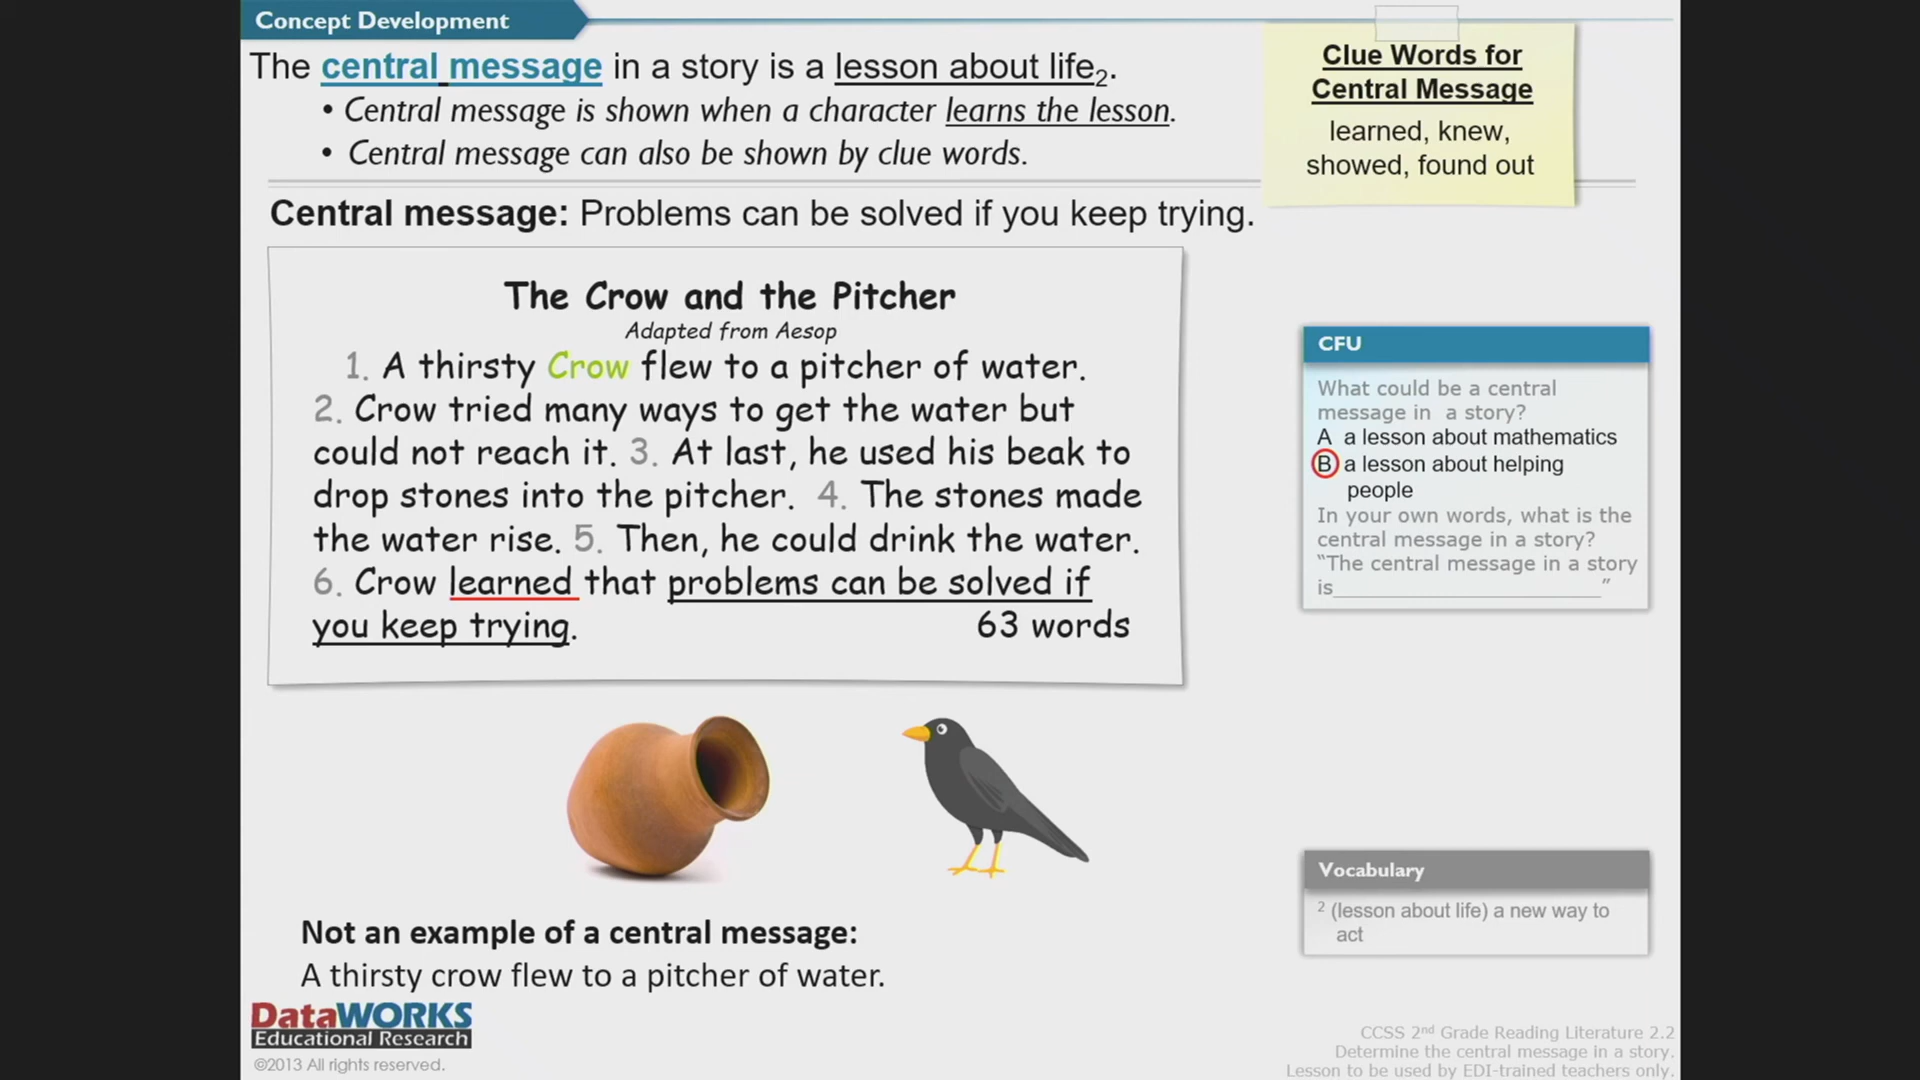 Concept Development
The central message in a story is a lesson about life2.
• Central message is shown when a character learns the lesson.
• Central message can also be shown by clue words.
Clue Words for
Central Message
learned, knew,
showed, found out
Central message: Problems can be solved if you keep trying.
The Crow and the Pitcher
Adapted from Aesop
1. A thirsty Crow flew to a pitcher of water.
2. Crow tried many ways to get the water but
could not reach it. 3. At last, he used his beak to
drop stones into the pitcher. 4. The stones made
the water rise. 5. Then, he could drink the water.
6. Crow learned that problems can be solved if
you keep trying. 63 words
CFU
What could be a central
message in a story?
A a lesson about mathematics
B a lesson about helping
people
In your own words, what is the
central message in a story?
“The central message in a story
is______________________”
Vocabulary
2 (lesson about life) a new way to
act
Not an example of a central message:
A thirsty crow flew to a pitcher of water.
DataWORKS
Educational Research
©2013 All rights reserved.
CCSS 2nd Grade Reading Literature 2.2
Determine the central message in a story.
Lesson to be used by EDI-trained teachers only.